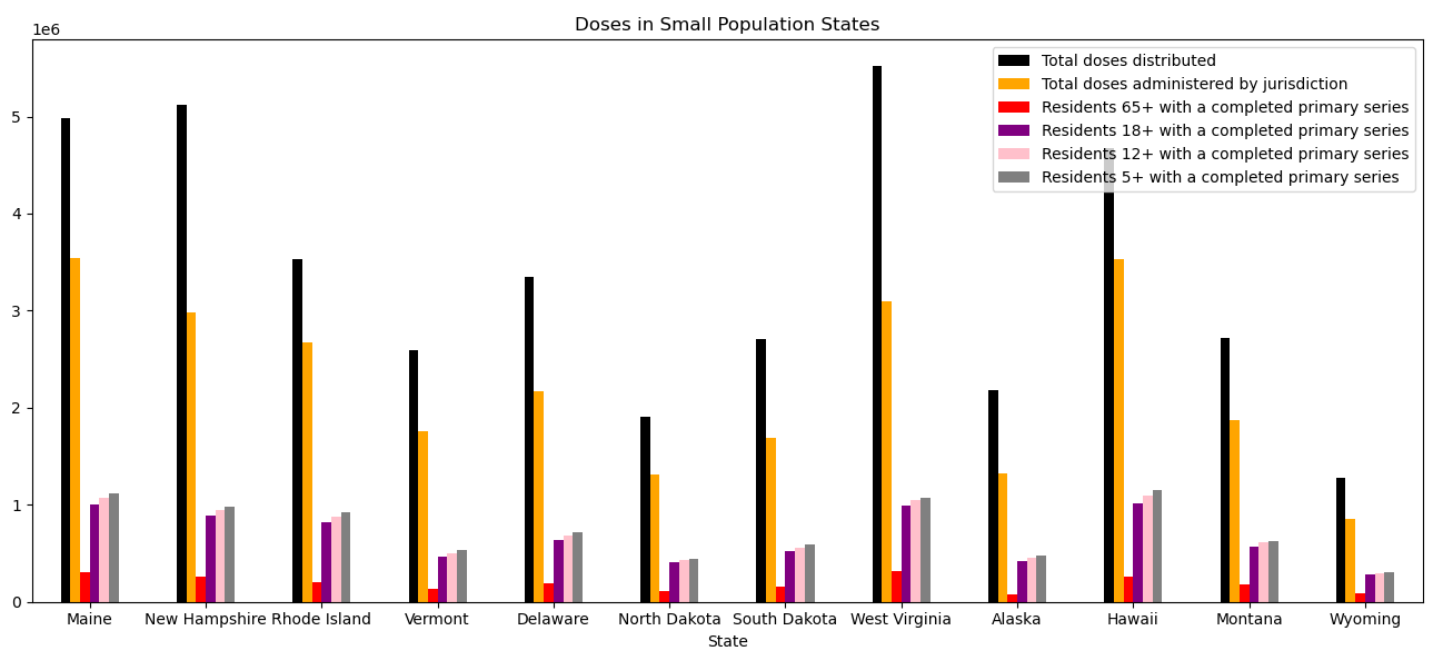 Doses in Small Population States
1e6
Total doses distributed
Total doses administered by jurisdiction
Residents 65+ with a completed primary series
Residents 18+ with a completed primary series
Residents 12+ with a completed primary series
Residents 5+ with a completed primary series
5
4
3
2
1
0
Maine New Hampshire Rhode Island Vermont Delaware North Dakota South Dakota West Virginia Alaska Hawaii Montana Wyoming
State